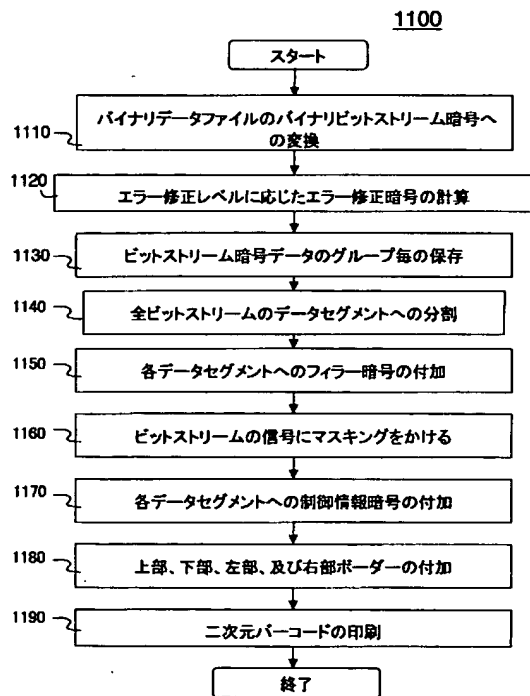 1100
スタート
バイナリデータファイルのバイナリビットストリーム暗号へ
の変換
1110
1120
エラー修正レベルに応じたエラー修正暗号の計算
1130
ビットストリーム暗号データのグループ毎の保存
1140
全ビットストリームのデータセグメントへの分割
1150
各データセグメントへのフィラー暗号の付加
1160
ビットストリームの信号にマスキングをかける
1170
各データセグメントへの制御情報暗号の付加
1180
上部、下部、左部、及び右部ボーダーの付加
1190
二次元バーコードの印刷
終了